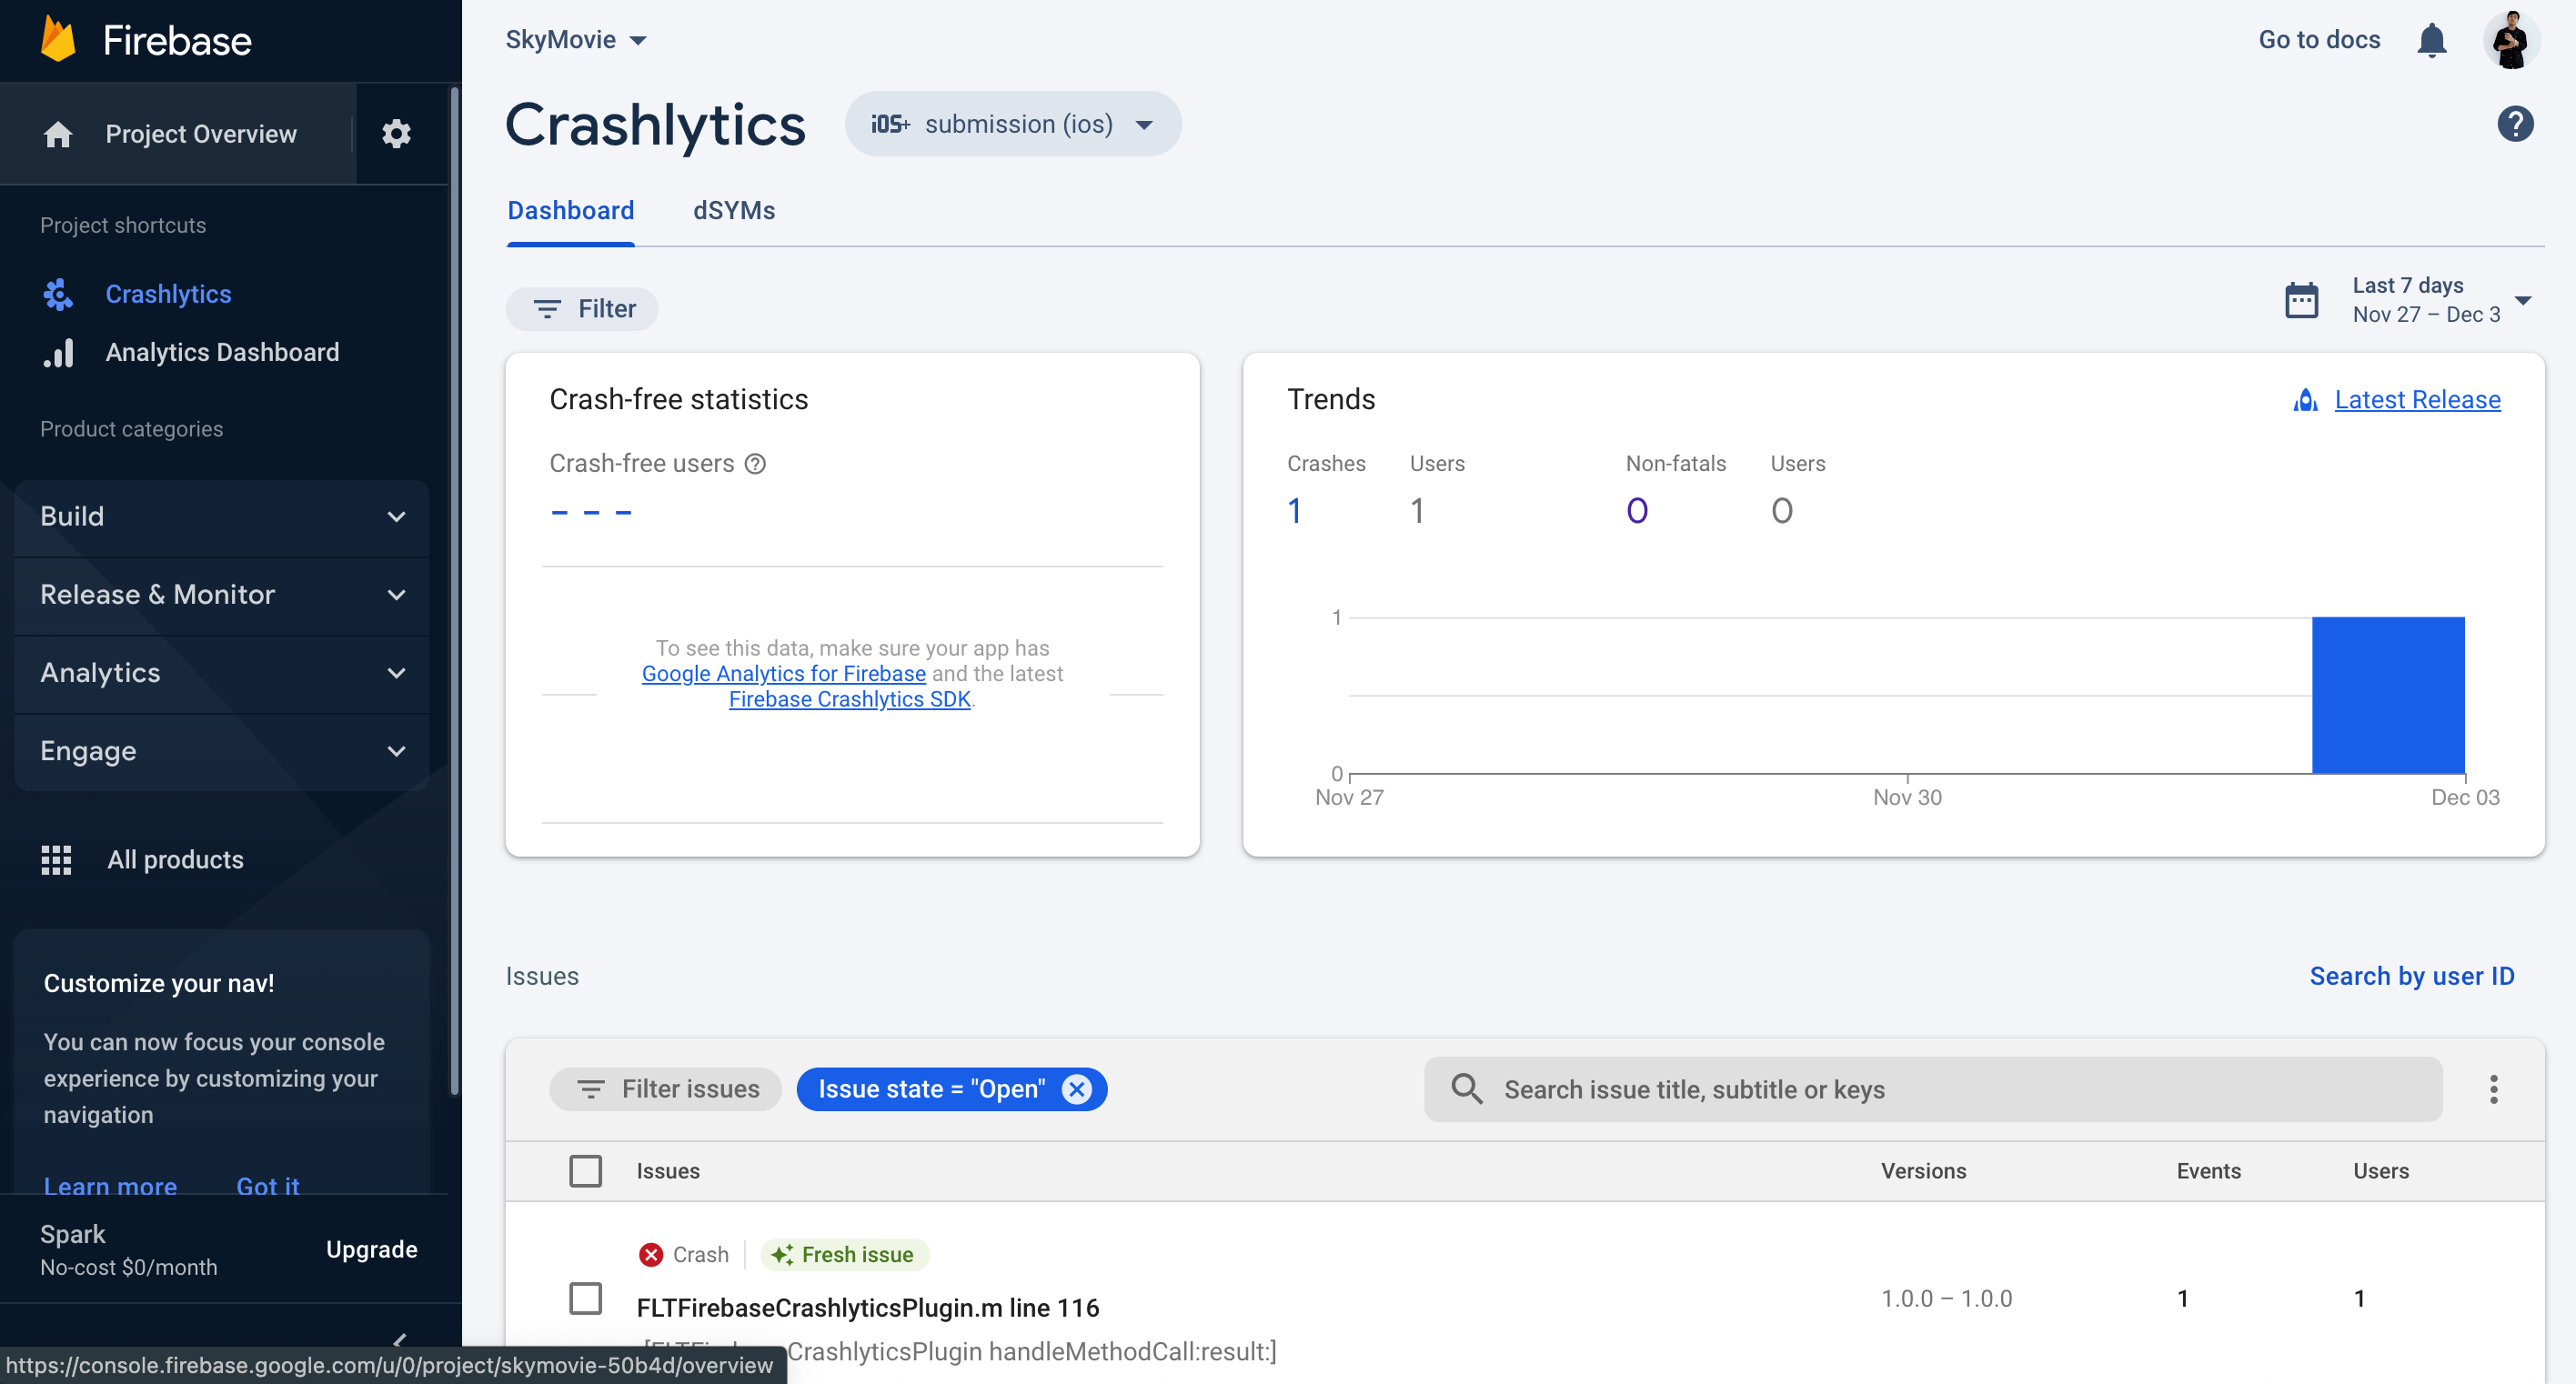 Firebase
Project Overview
Project shortcuts
Crashlytics
Analytics Dashboard
Product categories
Build
Release & Monitor
Analytics
Engage
All products
Customize your nav!
You can now focus your console
experience by customizing your
navigation
Learn more Got it
Spark
No-cost $0/month
Upgrade
https://console.firebase.google.com/u/0/project/skymovie-50b4d/overview
SkyMovie
Go to docs
Crashlytics
iOS+ submission (ios)
Dashboard dSYMs
Filter
Last 7 days
Nov 27 – Dec 3
Crash-free statistics
Crash-free users
– – –
To see this data, make sure your app has
Google Analytics for Firebase and the latest
Firebase Crashlytics SDK.
Trends
Latest Release
Crashes Users Non-fatals Users
1 1 0 0
1
0
Nov 27 Nov 30 Dec 03
Issues
Search by user ID
Filter issues
Issue state = "Open"
Search issue title, subtitle or keys
Issues Versions Events Users
Crash Fresh issue
FLTFirebaseCrashlyticsPlugin.m line 116
1.0.0 – 1.0.0 1 1
CrashlyticsPlugin handleMethodCall:result:]